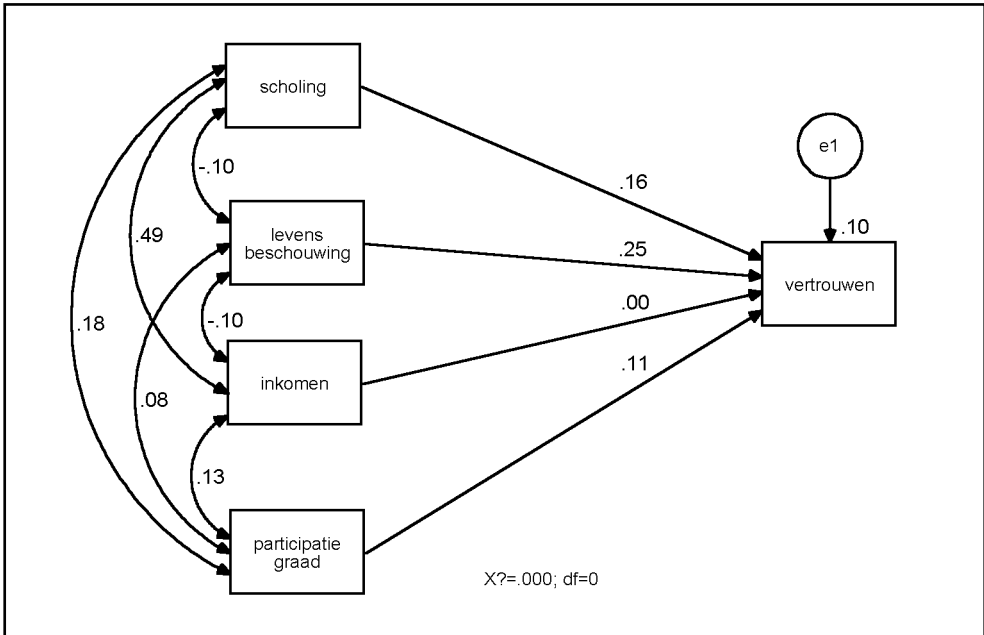 scholing
e1
-.10
.16
.10
levens
beschouwing
.49
.25
vertrouwen
.00
.18
-.10
.11
inkomen
.08
.13
participatie
graad
X?=.000; df=0